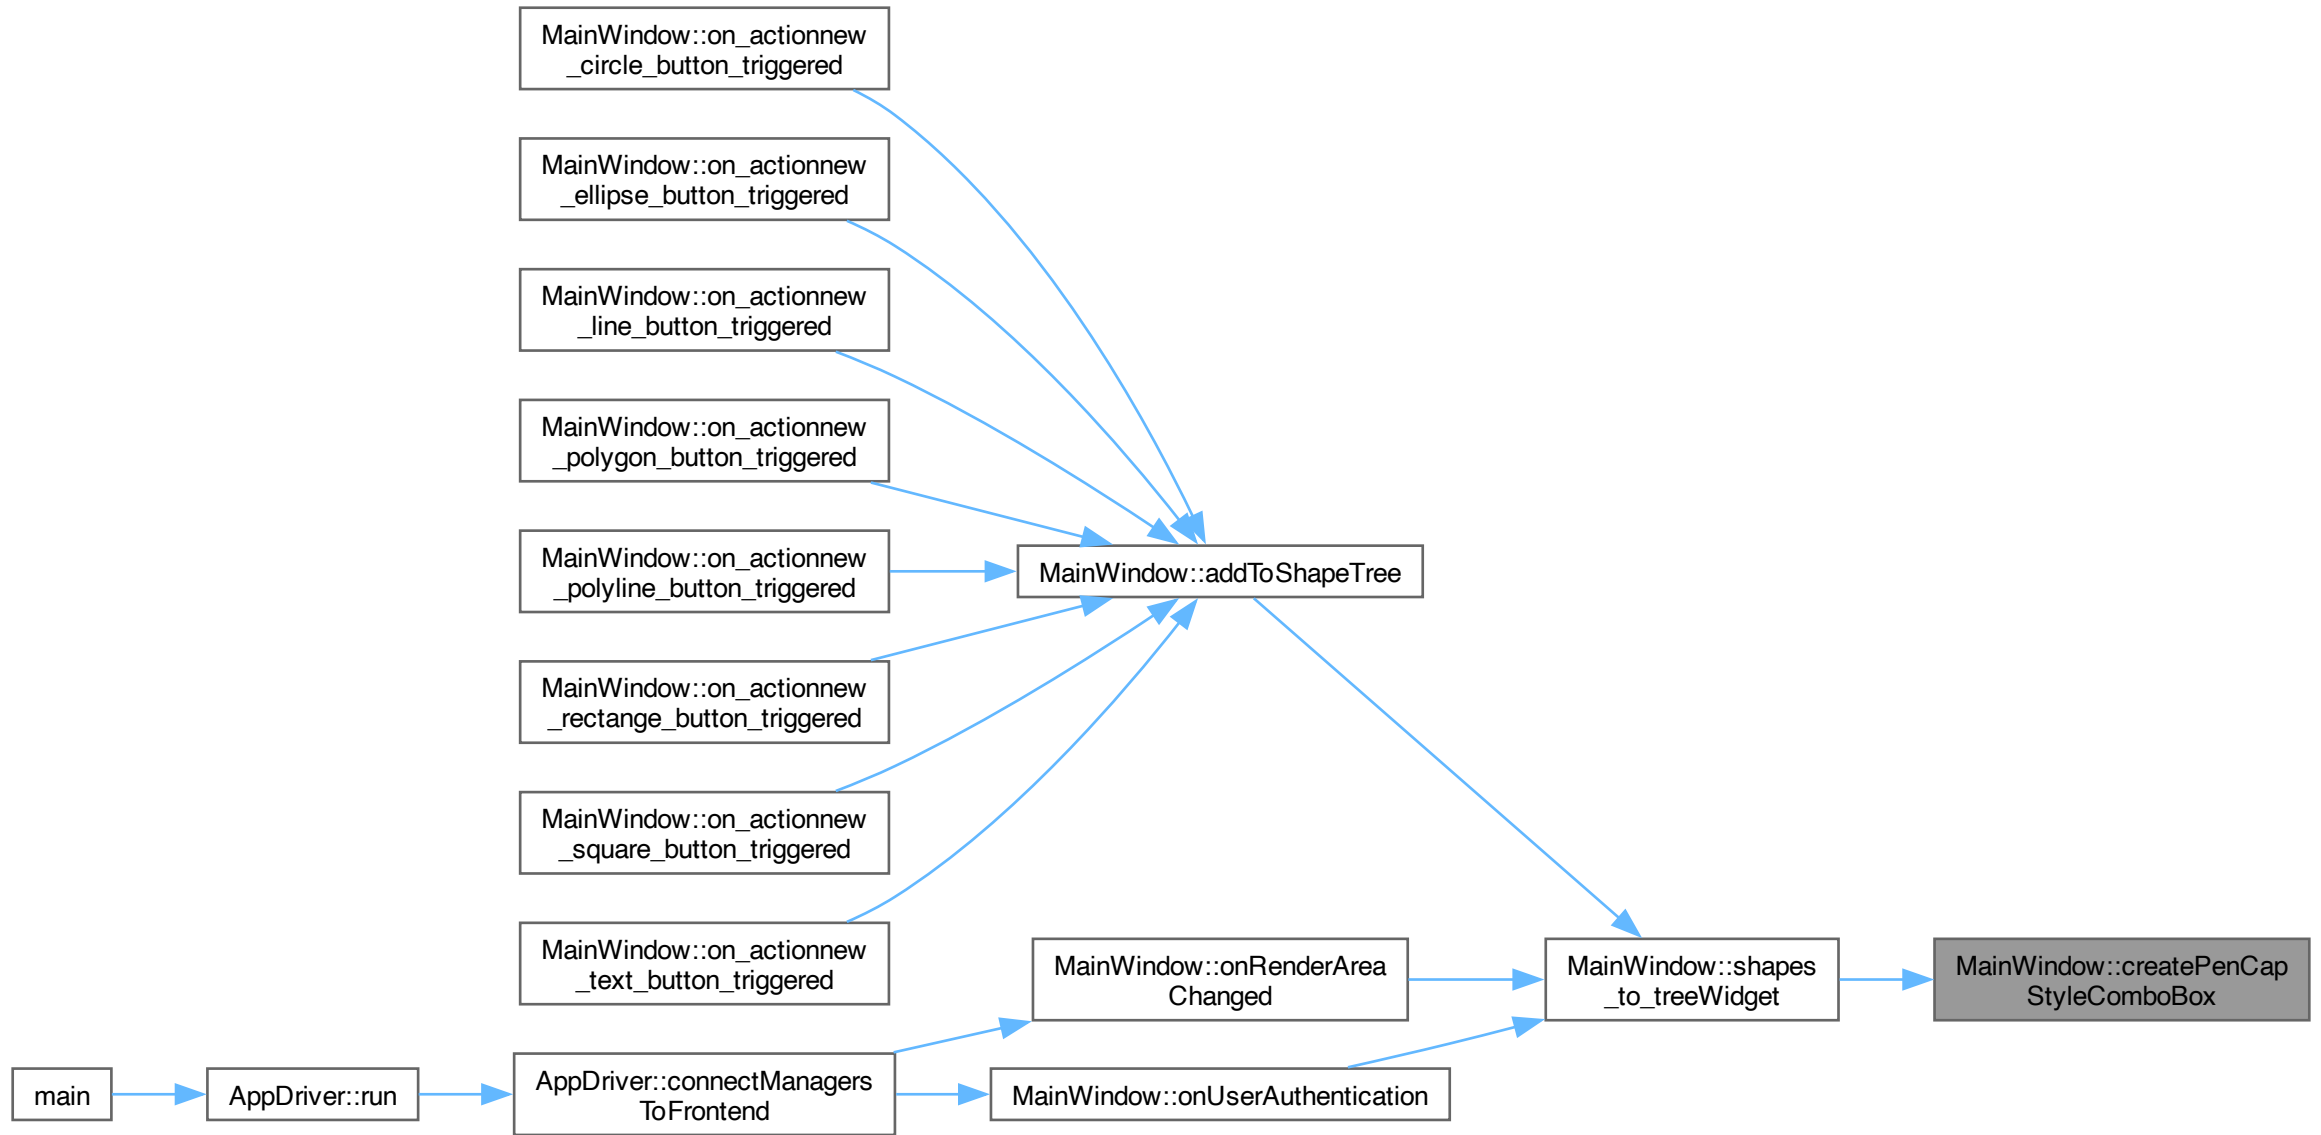 MainWindow::on_actionnew
_circle_button_triggered
MainWindow::on_actionnew
_ellipse_button_triggered
MainWindow::on_actionnew
_line_button_triggered
MainWindow::on_actionnew
_polygon_button_triggered
MainWindow::on_actionnew
_polyline_button_triggered
MainWindow::addToShapeTree
MainWindow::on_actionnew
_rectange_button_triggered
MainWindow::on_actionnew
_square_button_triggered
MainWindow::on_actionnew
_text_button_triggered
MainWindow::onRenderArea
Changed
MainWindow::shapes
_to_treeWidget
MainWindow::createPenCap
StyleComboBox
main
AppDriver::run
AppDriver::connectManagers
ToFrontend
MainWindow::onUserAuthentication